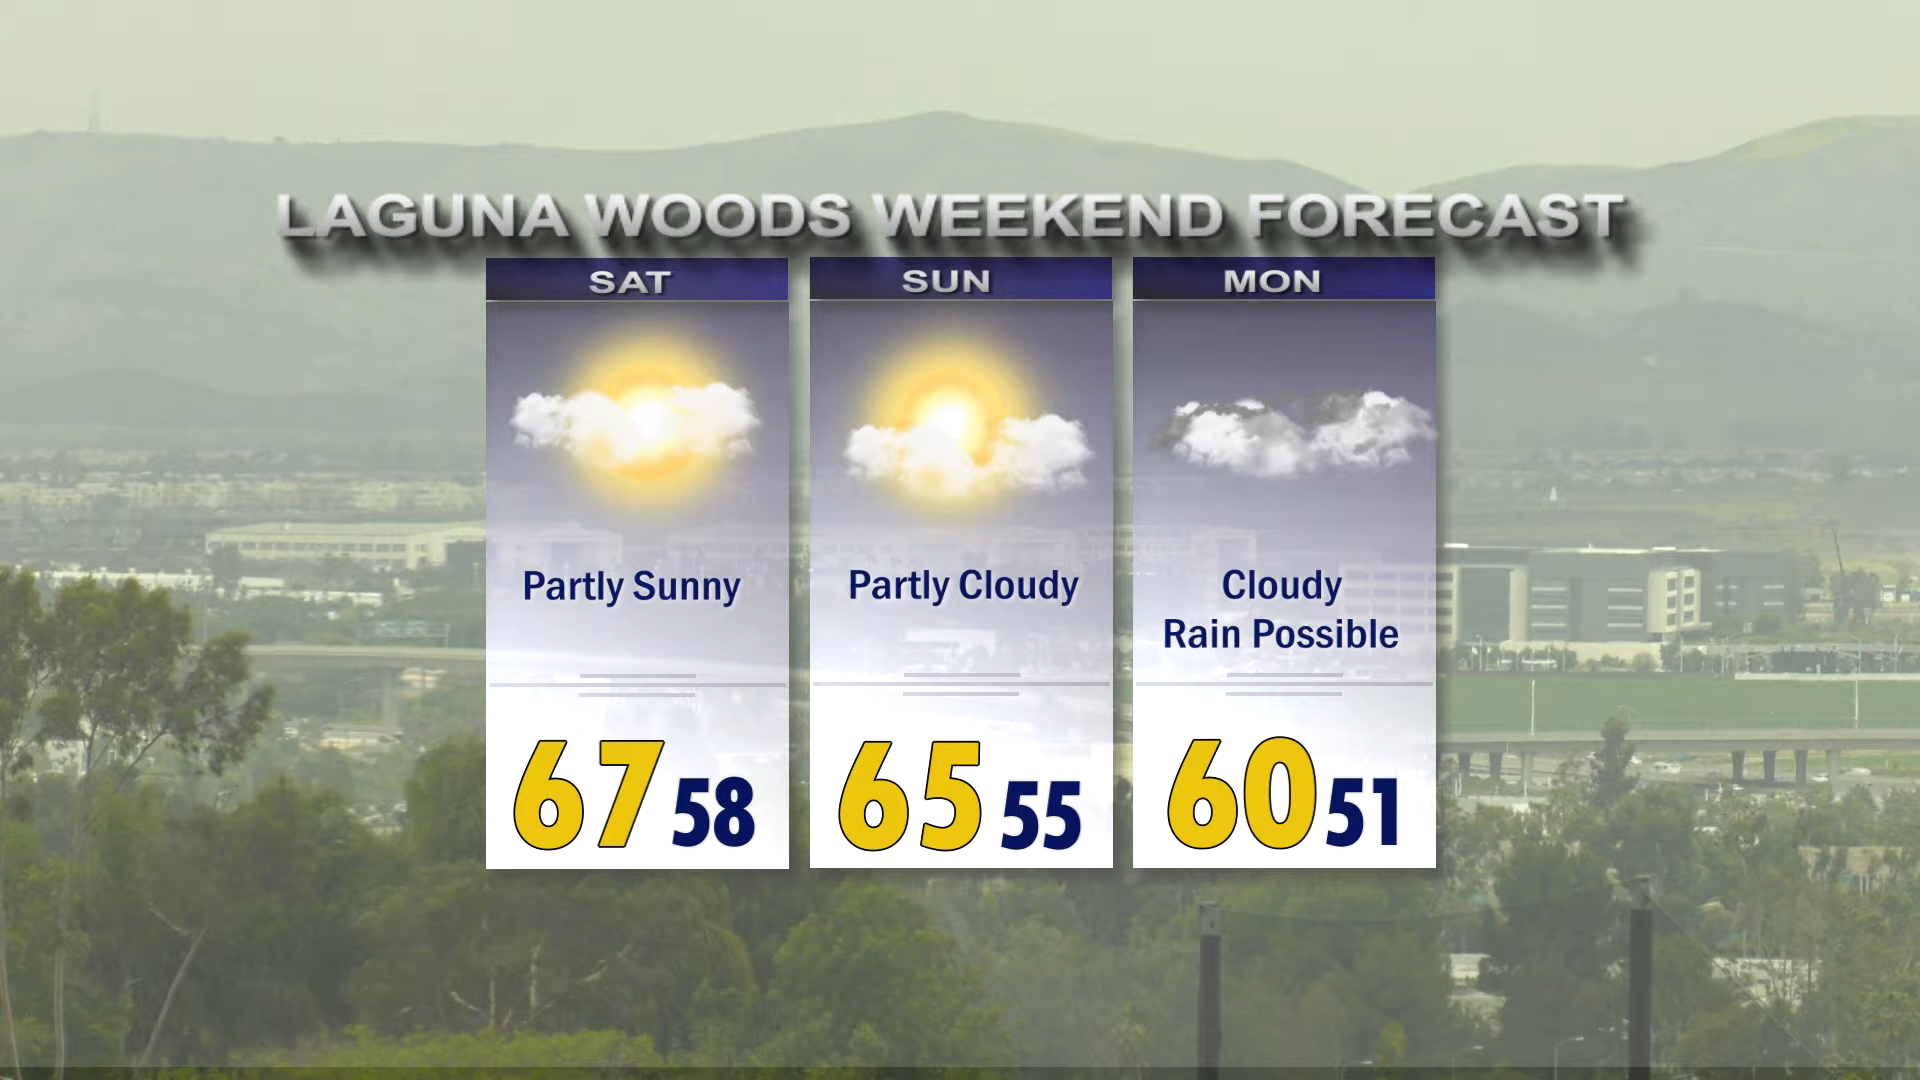 LAGUNA WOODS WEEKEND FORECAST
SAT
Partly Sunny
67 58
SUN
Partly Cloudy
65 55
MON
Cloudy
Rain Possible
60 51